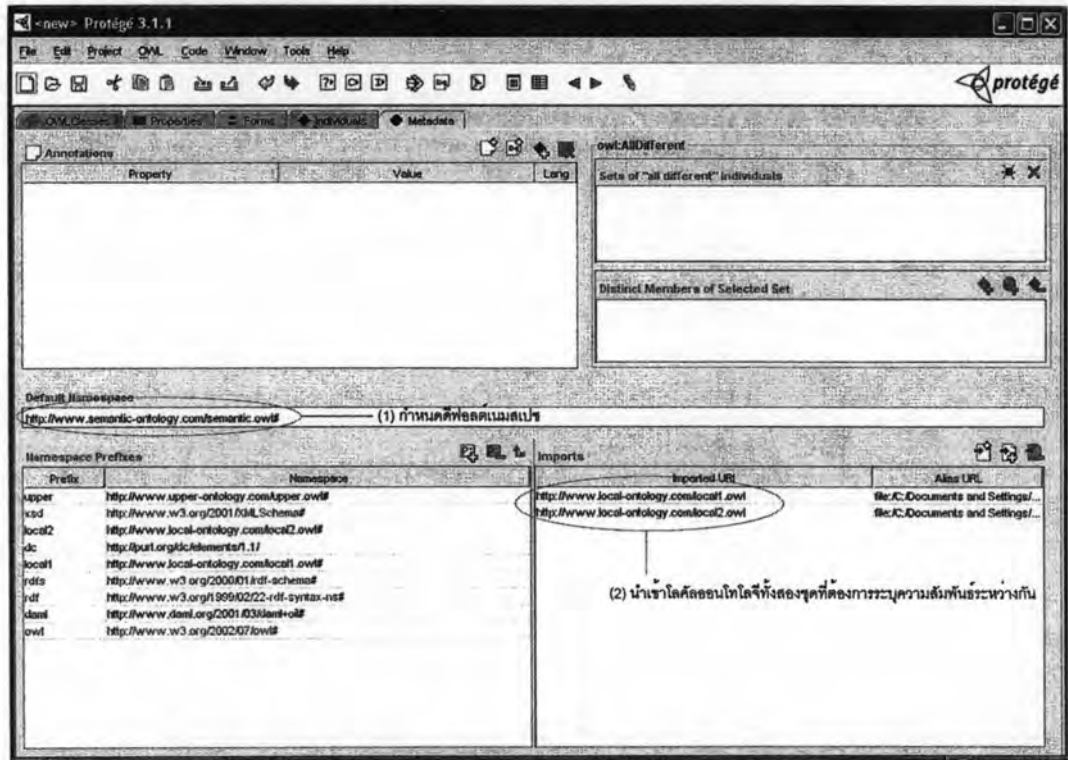 <new> Protégé 3.1.1
File Edit Project OWL Code Window Tools Help
protégé
OWLClasses Properties Forms Individuals Metadata
Annotations
Property Value Lang
owl:AllDifferent
Sets of "all different" individuals
Distinct Members of Selected Set
Default Namespace
http://www.semantic-ontology.com/semantic.owl#
(1) กำหนดดีฟอลต์เนมสเปซ
Namespace Prefixes
Prefix Namespace
upper http://www.upper-ontology.com/upper.owl#
xsd http://www.w3.org/2001/XMLSchema#
local2 http://www.local-ontology.com/local2.owl#
dc http://purl.org/dc/elements/1.1/
local1 http://www.local-ontology.com/local1.owl#
rdfs http://www.w3.org/2000/01/rdf-schema#
rdf http://www.w3.org/1999/02/22-rdf-syntax-ns#
daml http://www.daml.org/2001/03/daml+oil#
owl http://www.w3.org/2002/07/owl#
Imports
Imported URI Alias URL
http://www.local-ontology.com/local1.owl file:/C:/Documents and Settings/...
http://www.local-ontology.com/local2.owl file:/C:/Documents and Settings/...
(2) นำเข้าโลคัลออนโทโลจีทั้งสองชุดที่ต้องการระบุความสัมพันธ์ระหว่างกัน